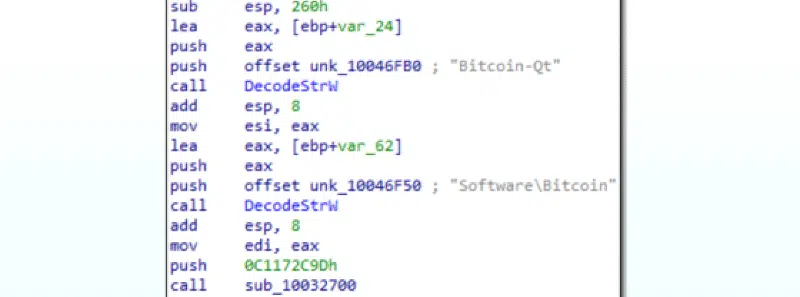 sub esp, 260h
lea eax, [ebp+var_24]
push eax
push offset unk_10046FB0 ; "Bitcoin-Qt"
call DecodeStrW
add esp, 8
mov esi, eax
lea eax, [ebp+var_62]
push eax
push offset unk_10046F50 ; "Software\Bitcoin"
call DecodeStrW
add esp, 8
mov edi, eax
push 0C1172C9Dh
call sub_10032700